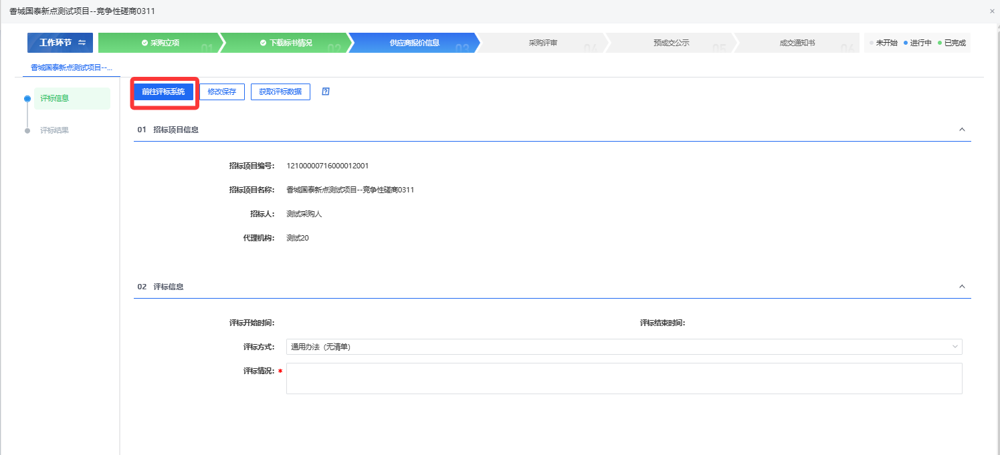 香城国泰新点测试项目--竞争性磋商0311
工作环节 采购立项 01 下载标书情况 02 供应商报价信息 03 采购评审 04 预成交公示 05 成交通知书 06 未开始 进行中 已完成
香城国泰新点测试项目--...
前往评标系统 修改保存 获取评标数据
评标信息
评标结果
01 招标项目信息
招标项目编号: 12100000716000012001
招标项目名称: 香城国泰新点测试项目--竞争性磋商0311
招标人: 测试采购人
代理机构: 测试20
02 评标信息
评标开始时间: 评标结束时间:
评标方式: 通用办法（无清单）
评标情况: *